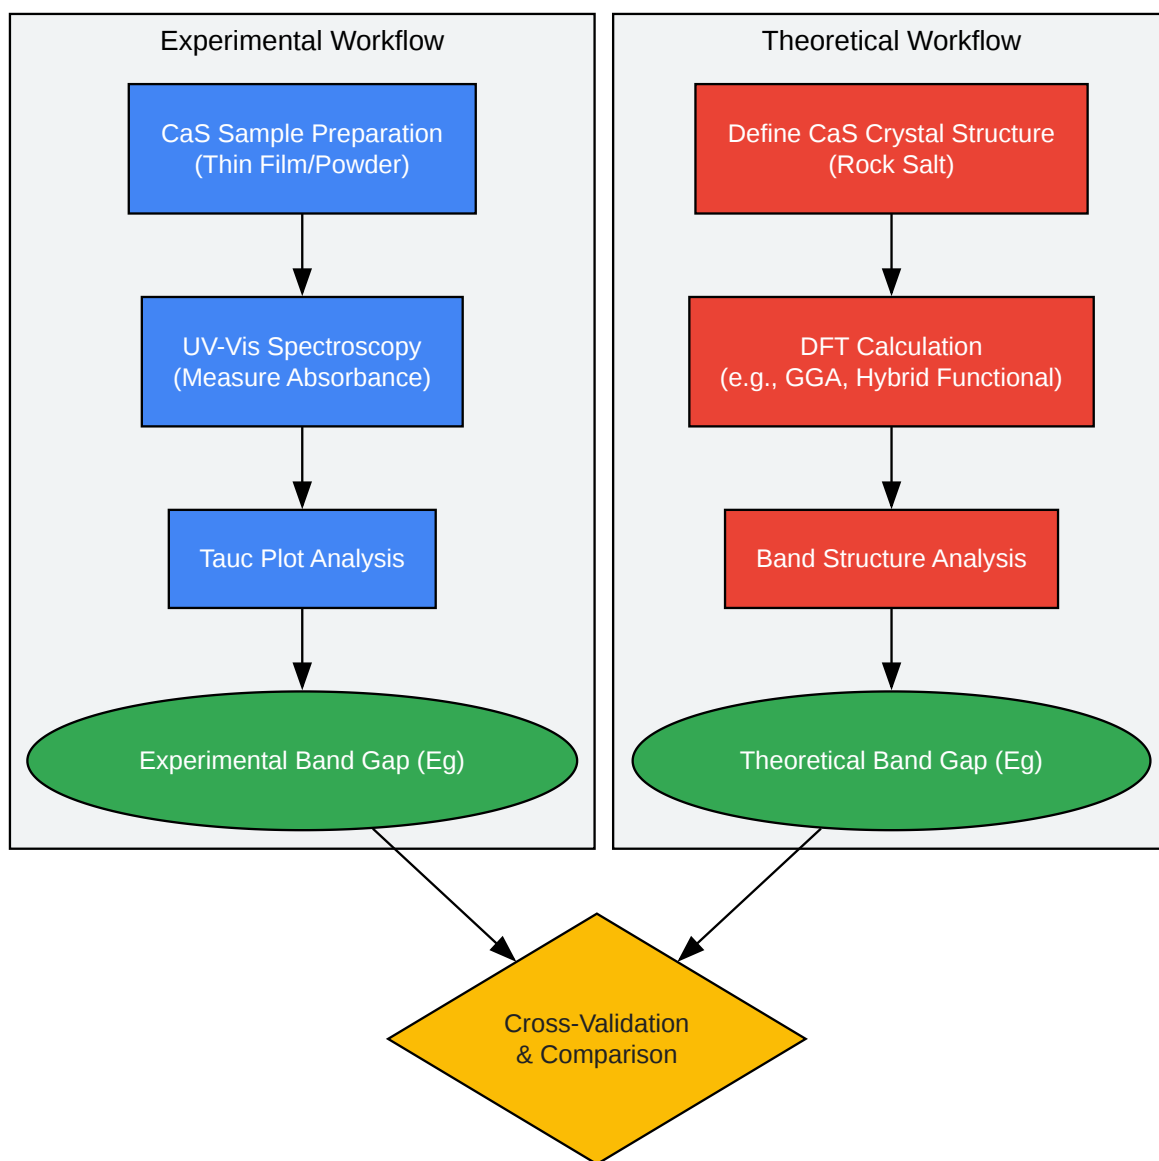 Experimental Workflow
CaS Sample Preparation
(Thin Film/Powder)
UV-Vis Spectroscopy
(Measure Absorbance)
Tauc Plot Analysis
Experimental Band Gap (Eg)
Theoretical Workflow
Define CaS Crystal Structure
(Rock Salt)
DFT Calculation
(e.g., GGA, Hybrid Functional)
Band Structure Analysis
Theoretical Band Gap (Eg)
Cross-Validation
& Comparison